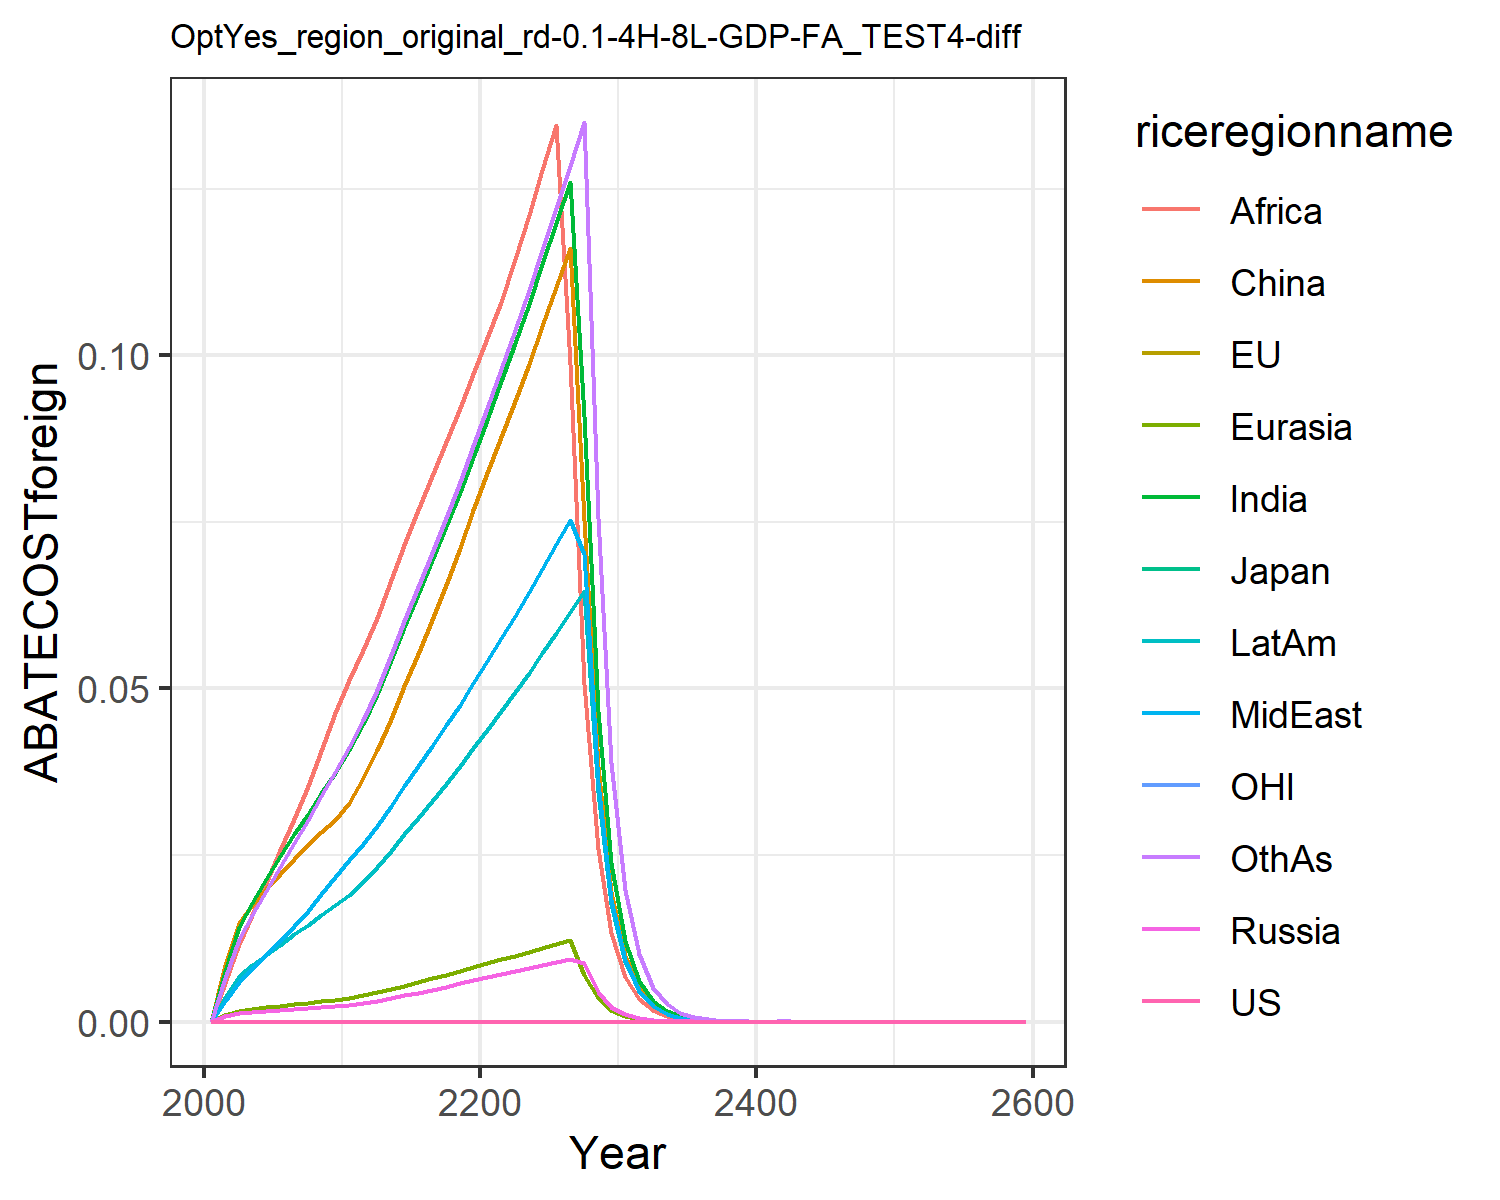 OptYes_region_original_rd-0.1-4H-8L-GDP-FA_TEST4-diff
ABATECOSTforeign
0.10
0.05
0.00
2000
2200
2400
2600
Year
riceregionname
Africa
China
EU
Eurasia
India
Japan
LatAm
MidEast
OHI
OthAs
Russia
US